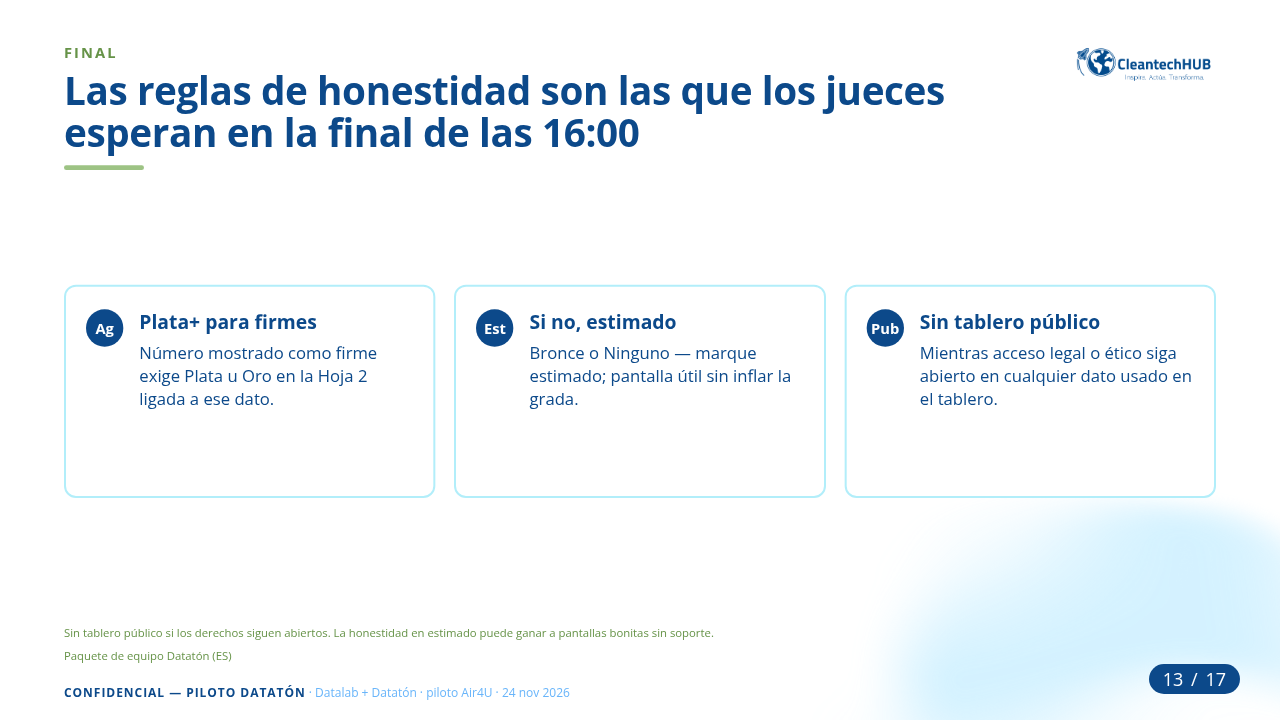 FINAL
Las reglas de honestidad son las que los jueces
esperan en la final de las 16:00
CleantechHUB
Inspira. Actúa. Transforma.
Ag
Plata+ para firmes
Número mostrado como firme
exige Plata u Oro en la Hoja 2
ligada a ese dato.
Est
Si no, estimado
Bronce o Ninguno — marque
estimado; pantalla útil sin inflar la
grada.
Pub
Sin tablero público
Mientras acceso legal o ético siga
abierto en cualquier dato usado en
el tablero.
Sin tablero público si los derechos siguen abiertos. La honestidad en estimado puede ganar a pantallas bonitas sin soporte.
Paquete de equipo Datatón (ES)
CONFIDENCIAL — PILOTO DATATÓN · Datalab + Datatón · piloto Air4U · 24 nov 2026
13 / 17